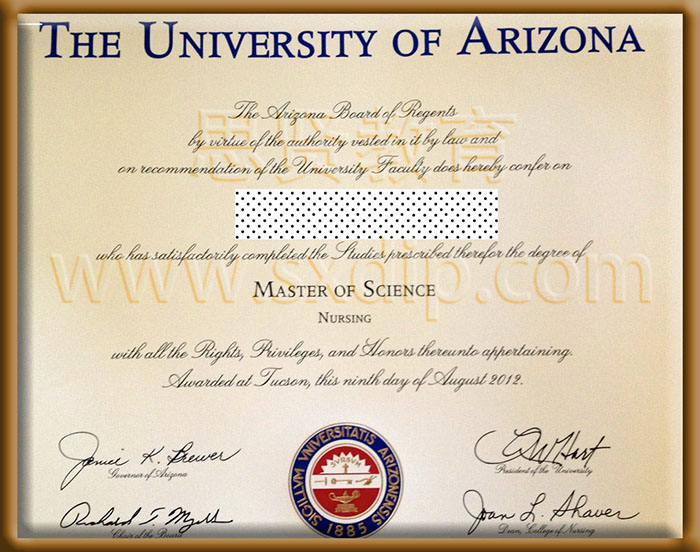 THE UNIVERSITY OF ARIZONA
The Arizona Board of Regents
by virtue of the authority vested in it by law and
on recommendation of the University Faculty does hereby confer on
who has satisfactorily completed the Studies prescribed therefor the degree of
www.sxdip.com
MASTER OF SCIENCE
NURSING
with all the Rights, Privileges, and Honors thereunto appertaining.
Awarded at Tucson, this ninth day of August 2012.
Janice K. Brewer
Governor of Arizona
President of the University
Chair of the Board
Joan L. Shaver
Dean, College of Nursing
SIGILLUM UNIVERSITATIS ARIZONENSIS
SURSUM
1885